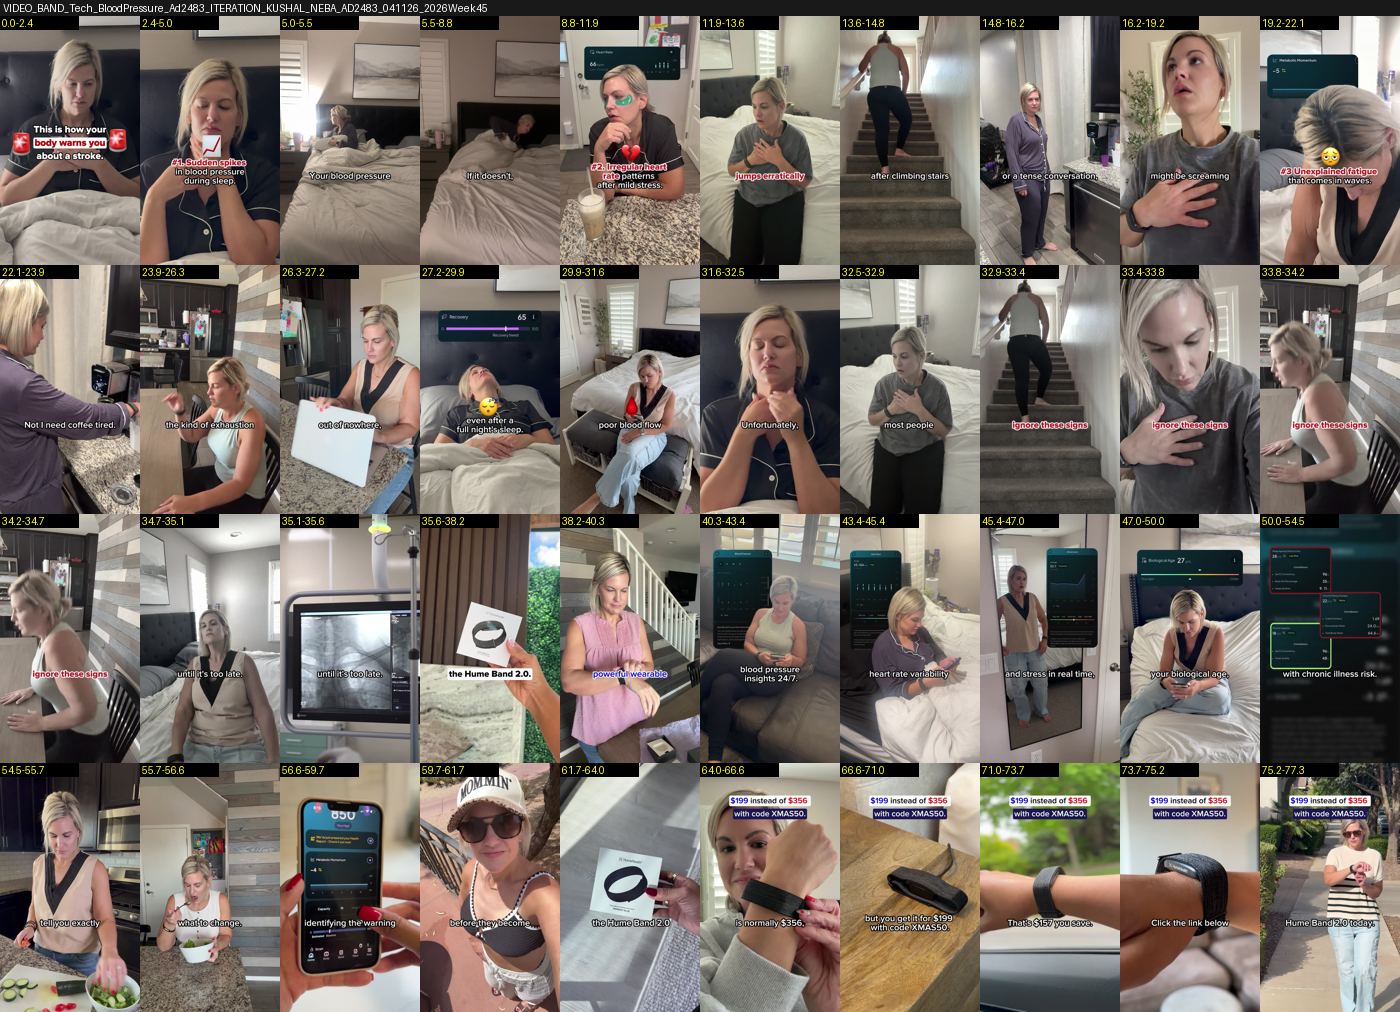 VIDEO_BAND_Tech_BloodPressure_Ad2483_ITERATION_KUSHAL_NEBA_AD2483_041126_2026Week45
0.0-2.4
This is how your
body warns you
about a stroke.
2.4-5.0
#1. Sudden spikes
in blood pressure
during sleep.
5.0-5.5
Your blood pressure
5.5-8.8
If it doesn't,
8.8-11.9
Heart Rate
66
#2. Irregular heart
rate patterns
after mild stress.
11.9-13.6
jumps erratically
13.6-14.8
after climbing stairs
14.8-16.2
or a tense conversation,
16.2-19.2
might be screaming
19.2-22.1
Metabolic Momentum
-5
#3 Unexplained fatigue
that comes in waves.
22.1-23.9
Not I need coffee tired.
23.9-26.3
the kind of exhaustion
26.3-27.2
out of nowhere,
27.2-29.9
Recovery
65
even after a
full night's sleep.
29.9-31.6
poor blood flow
31.6-32.5
Unfortunately,
32.5-32.9
most people
32.9-33.4
ignore these signs
33.4-33.8
ignore these signs
33.8-34.2
ignore these signs
34.2-34.7
ignore these signs
34.7-35.1
until it's too late.
35.1-35.6
until it's too late.
35.6-38.2
the Hume Band 2.0.
38.2-40.3
powerful wearable
40.3-43.4
blood pressure
insights 24/7.
43.4-45.4
heart rate variability
45.4-47.0
and stress in real time,
47.0-50.0
Biological Age
27
your biological age,
50.0-54.5
with chronic illness risk.
54.5-55.7
tell you exactly
55.7-56.6
what to change.
56.6-59.7
850
Metabolic Momentum
-4
Capacity
identifying the warning
59.7-61.7
MOMMIN'
before they become
61.7-64.0
the Hume Band 2.0
64.0-66.6
$199 instead of $356
with code XMAS50.
is normally $356,
66.6-71.0
$199 instead of $356
with code XMAS50.
but you get it for $199
with code XMAS50.
71.0-73.7
$199 instead of $356
with code XMAS50.
That's $157 you save.
73.7-75.2
$199 instead of $356
with code XMAS50.
Click the link below
75.2-77.3
$199 instead of $356
with code XMAS50.
Hume Band 2.0 today.